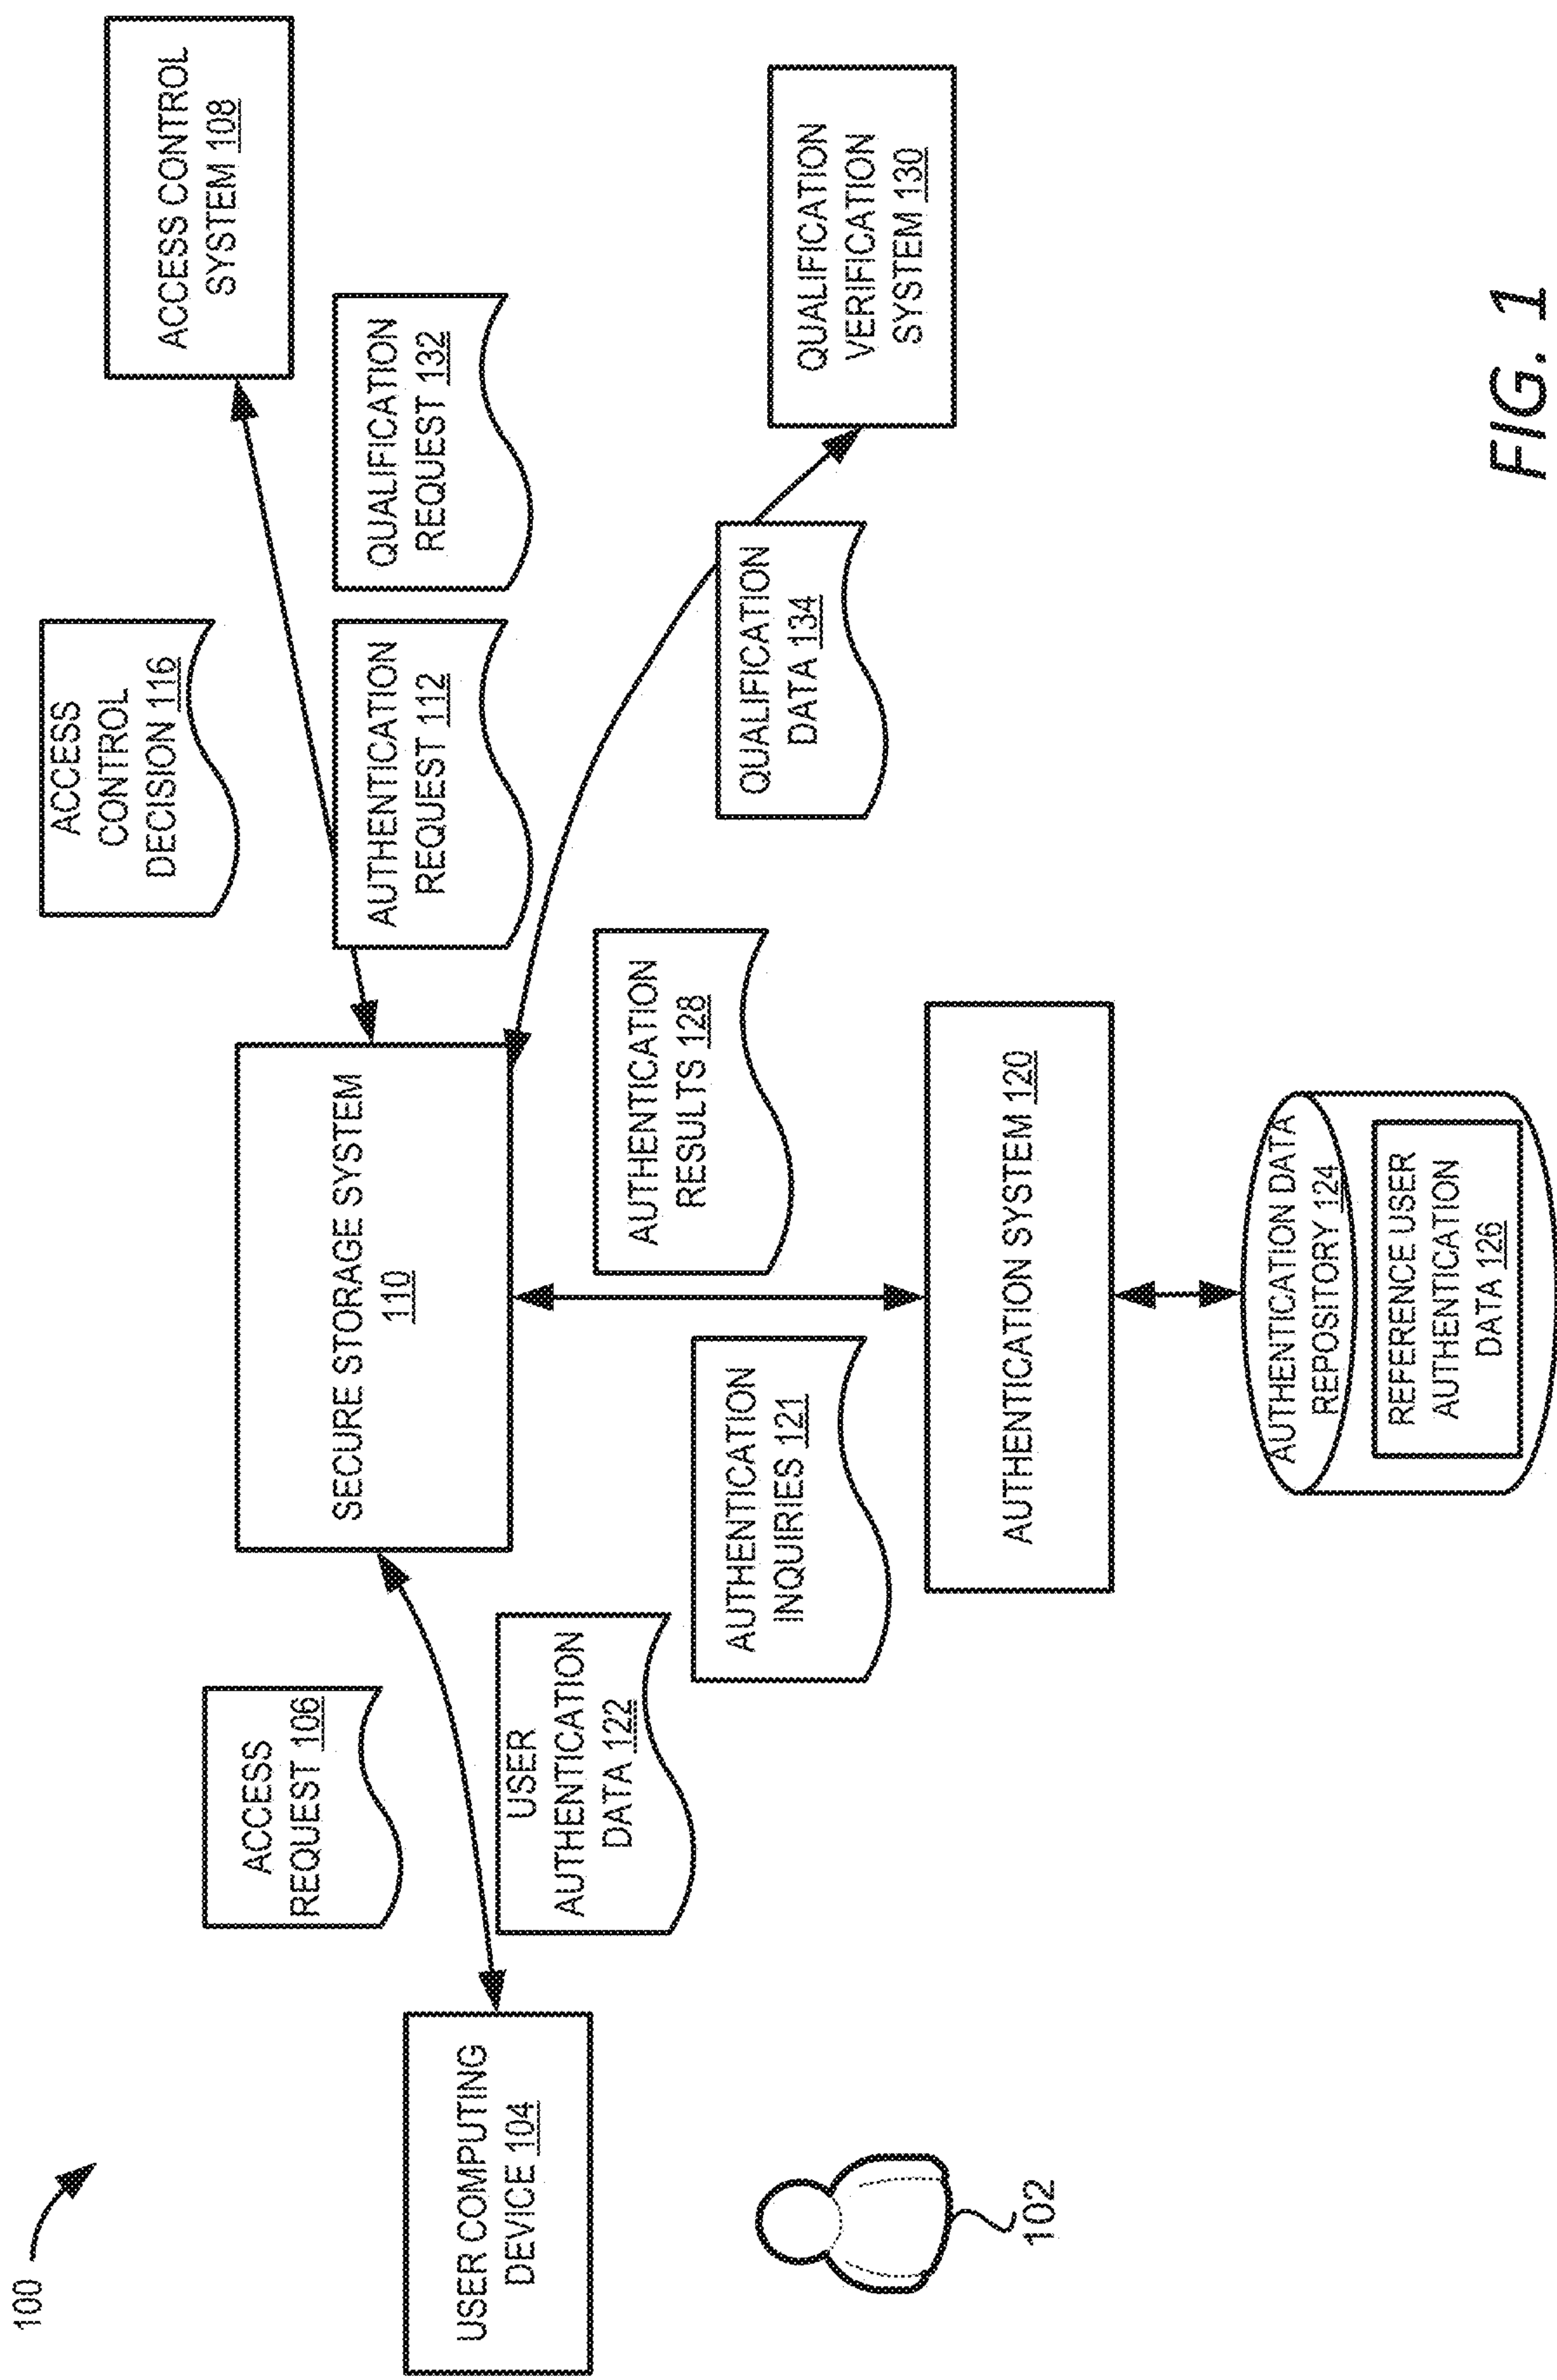 100
ACCESS
CONTROL
DECISION 116
ACCESS CONTROL
SYSTEM 108
ACCESS
REQUEST 106
SECURE STORAGE SYSTEM
110
AUTHENTICATION
REQUEST 112
QUALIFICATION
REQUEST 132
USER COMPUTING
DEVICE 104
USER
AUTHENTICATION
DATA 122
AUTHENTICATION
RESULTS 128
AUTHENTICATION
INQUIRIES 121
QUALIFICATION
DATA 134
QUALIFICATION
VERIFICATION
SYSTEM 130
102
AUTHENTICATION SYSTEM 120
AUTHENTICATION DATA
REPOSITORY 124
REFERENCE USER
AUTHENTICATION
DATA 126
FIG. 1